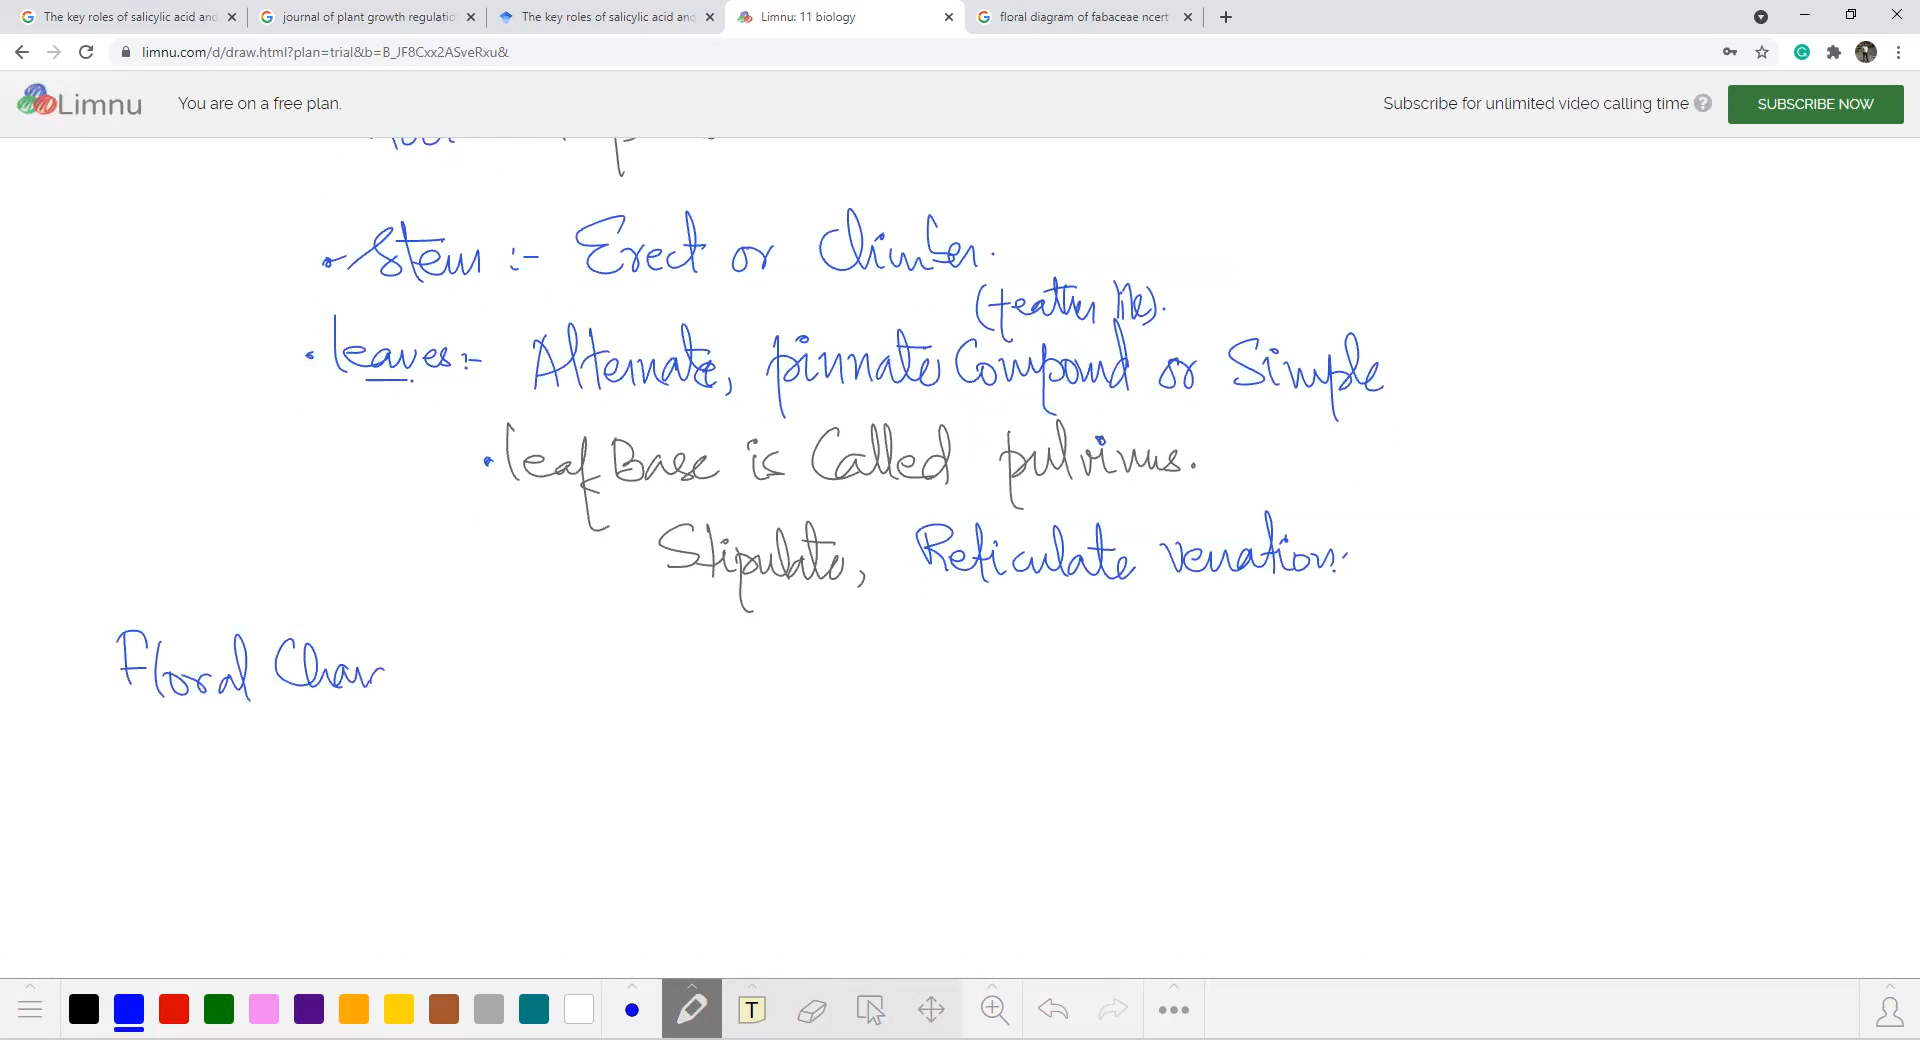 The key roles of salicylic acid and
journal of plant growth regulatio
The key roles of salicylic acid and
Limnu: 11 biology
floral diagram of fabaceae ncert
limnu.com/d/draw.html?plan=trial&b=B_JF8Cxx2ASveRxu&
Limnu
You are on a free plan.
Subscribe for unlimited video calling time ?
SUBSCRIBE NOW
• Stem :- Erect or Climber.
(feather like).
• leaves :- Alternate, pinnate Compound or Simple
• leaf Base is Called pulvinus.
Stipulate, Reticulate venation.
Floral Char
T